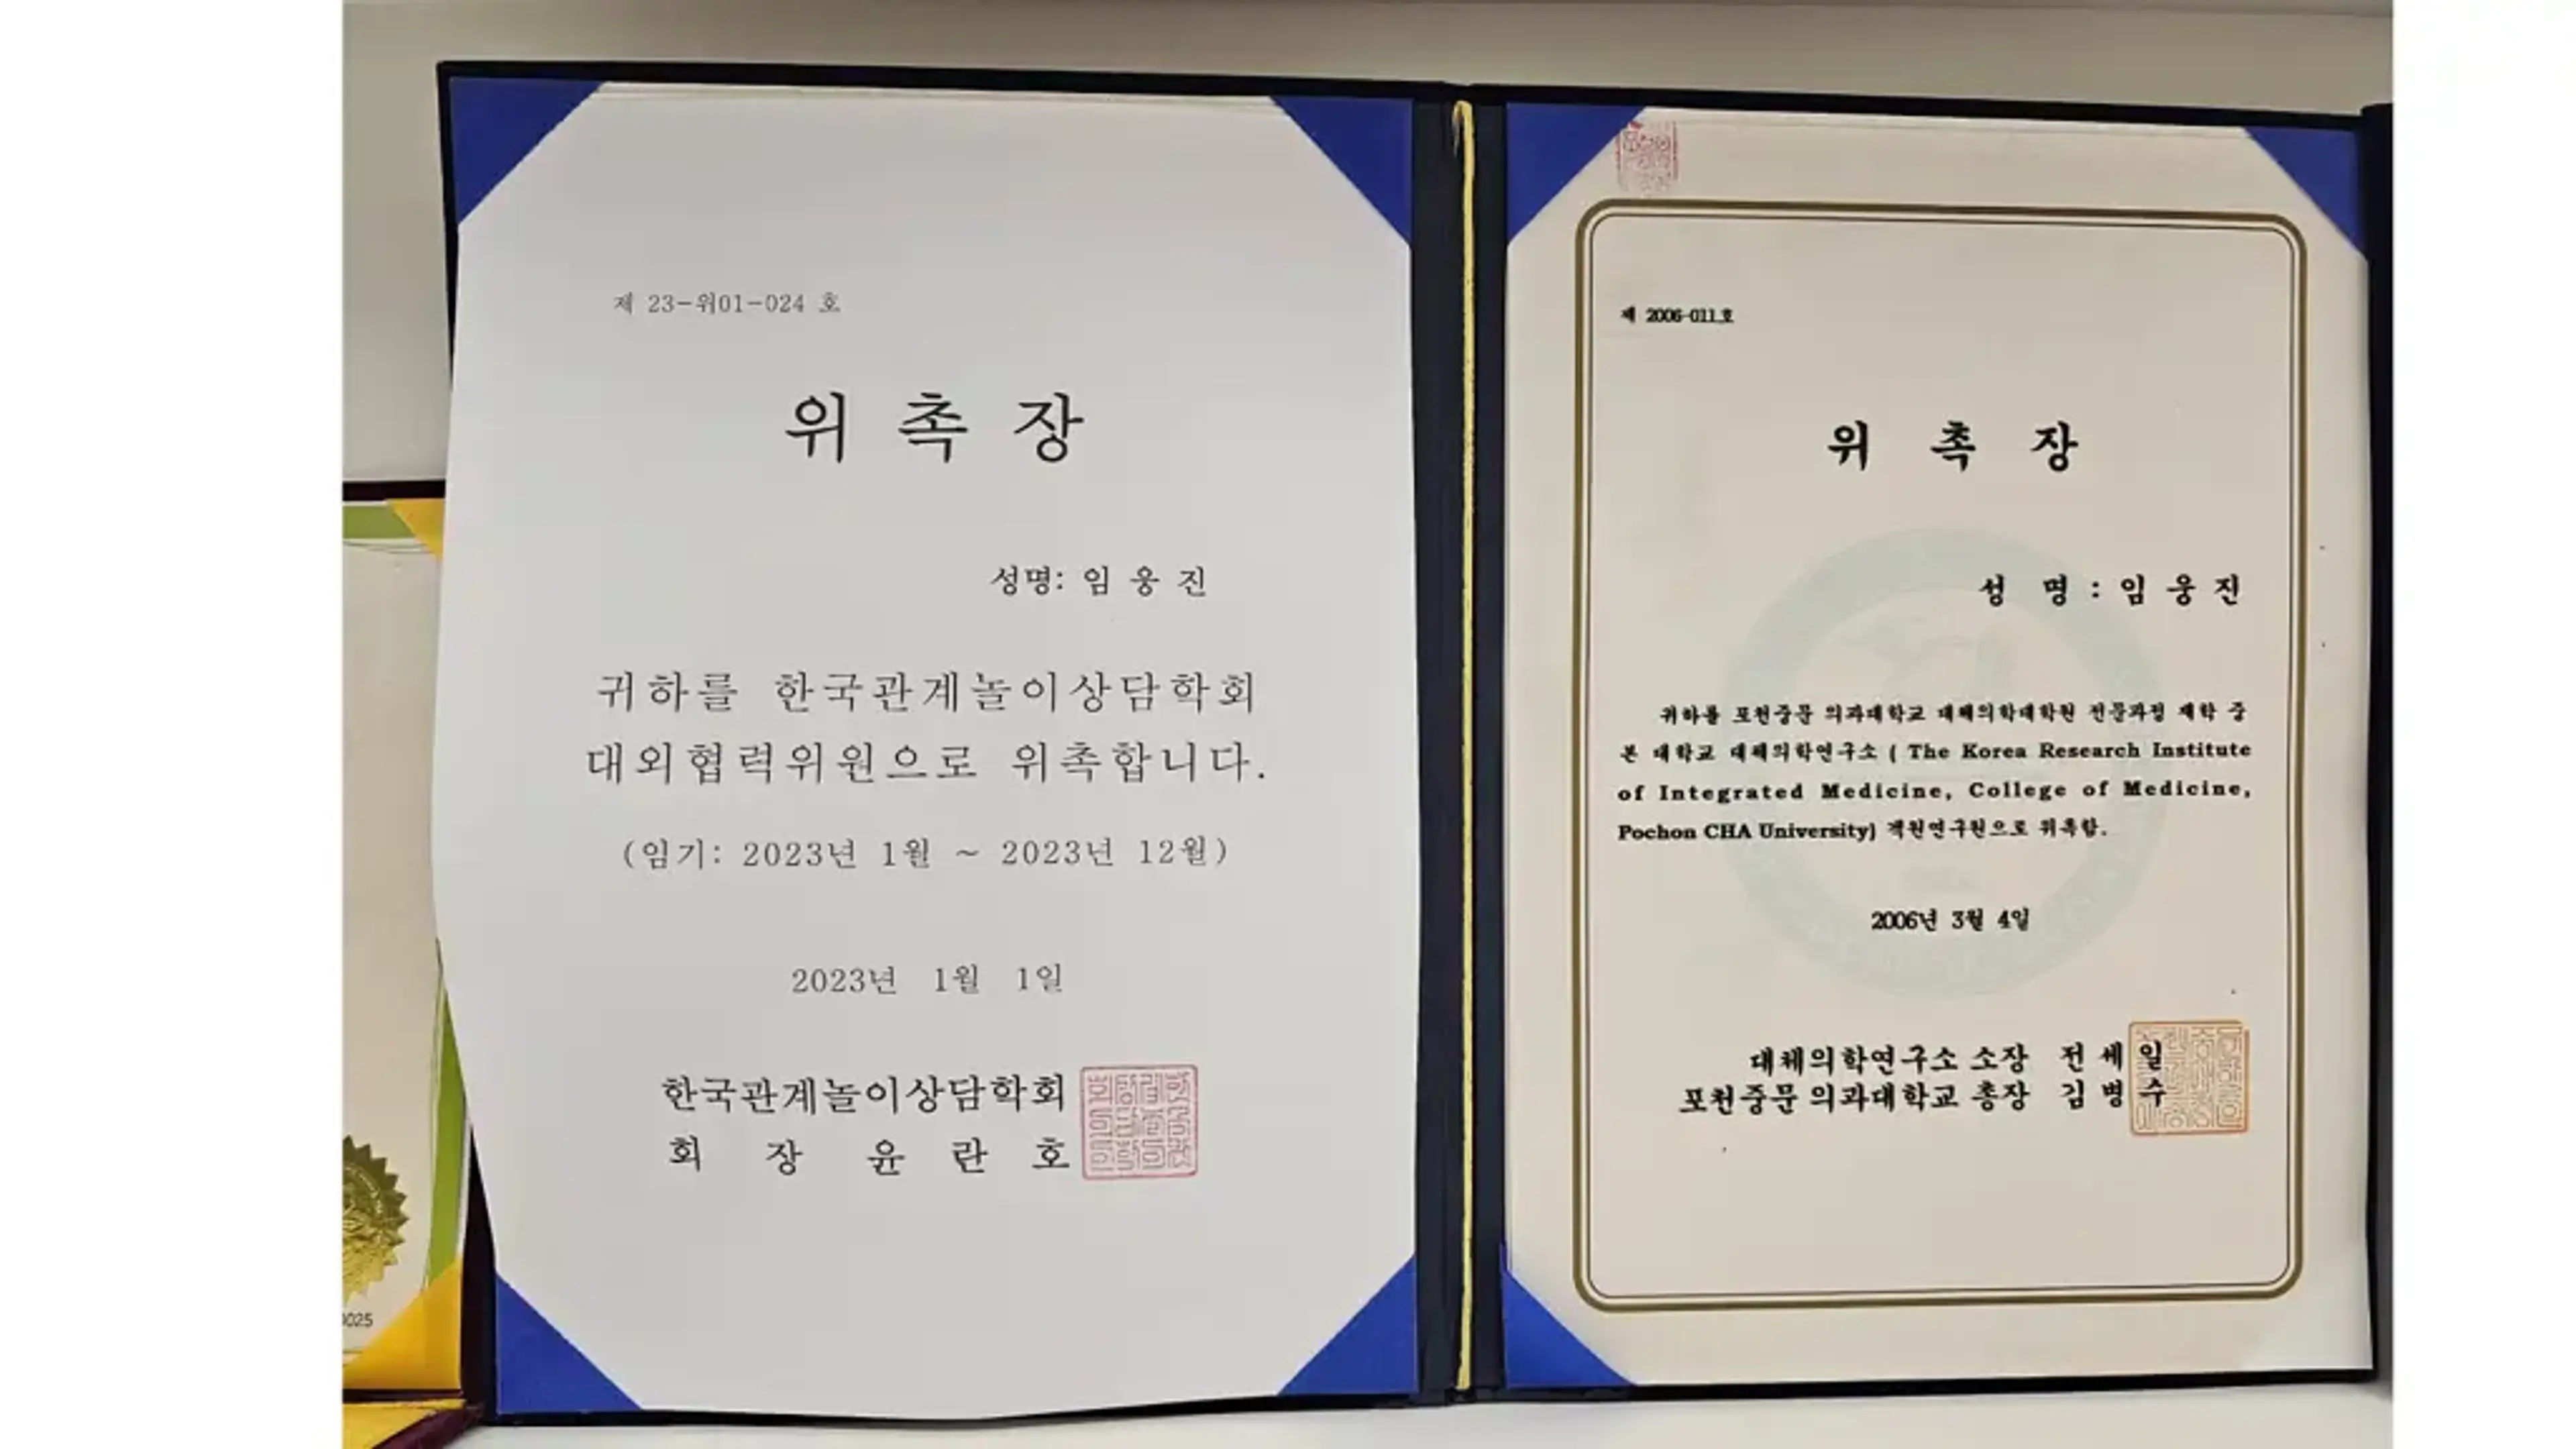 제 23-위01-024 호
위 촉 장
성명: 임 웅 진
귀하를 한국관계놀이상담학회
대외협력위원으로 위촉합니다.
(임기: 2023년 1월 ~ 2023년 12월)
2023년 1월 1일
한국관계놀이상담학회
회 장 윤 란 호
제 2006-011호
위 촉 장
성 명 : 임 웅 진
귀하를 포천중문 의과대학교 대체의학대학원 전문과정 재학 중
본 대학교 대체의학연구소 ( The Korea Research Institute
of Integrated Medicine, College of Medicine,
Pochon CHA University) 객원연구원으로 위촉함.
2006년 3월 4일
대체의학연구소 소장 전 세 일
포천중문 의과대학교 총장 김 병 수